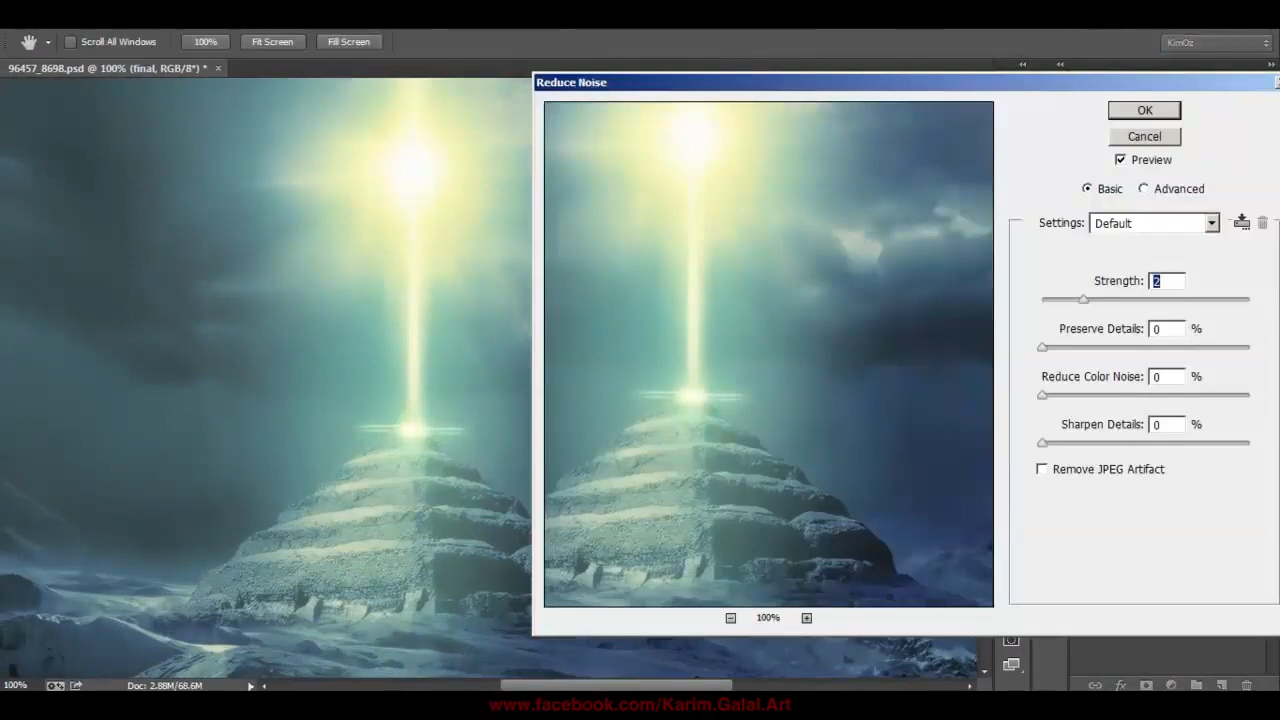 Scroll All Windows
100%
Fit Screen
Fill Screen
KimOz
96457_8698.psd @ 100% (final, RGB/8*) *
Reduce Noise
OK
Cancel
Preview
Basic
Advanced
Settings: Default
Strength: 2
Preserve Details: 0 %
Reduce Color Noise: 0 %
Sharpen Details: 0 %
Remove JPEG Artifact
100%
100%
Doc: 2.88M/68.6M
fx
www.facebook.com/Karim.Galal.Art